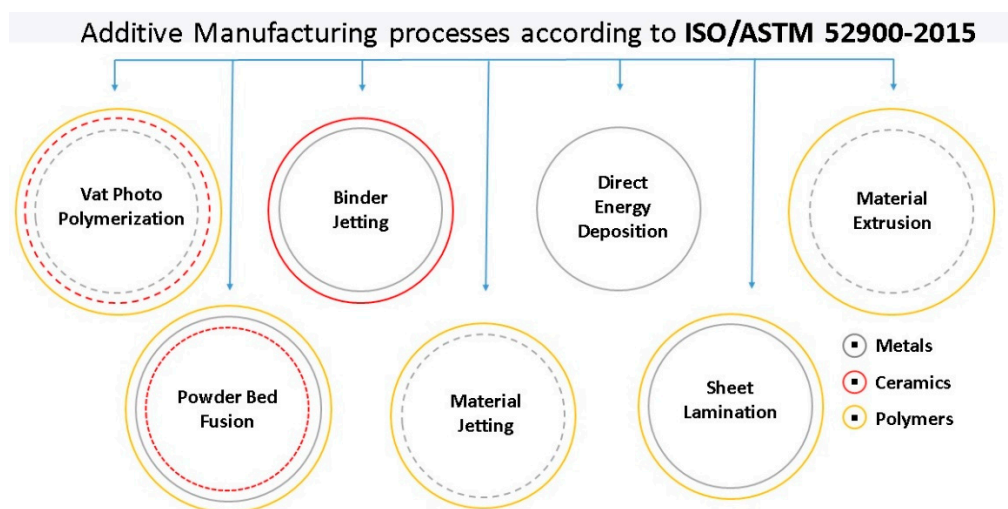 Additive Manufacturing processes according to ISO/ASTM 52900-2015
Vat Photo
Polymerization
Binder
Jetting
Direct
Energy
Deposition
Material
Extrusion
Powder Bed
Fusion
Material
Jetting
Sheet
Lamination
Metals
Ceramics
Polymers